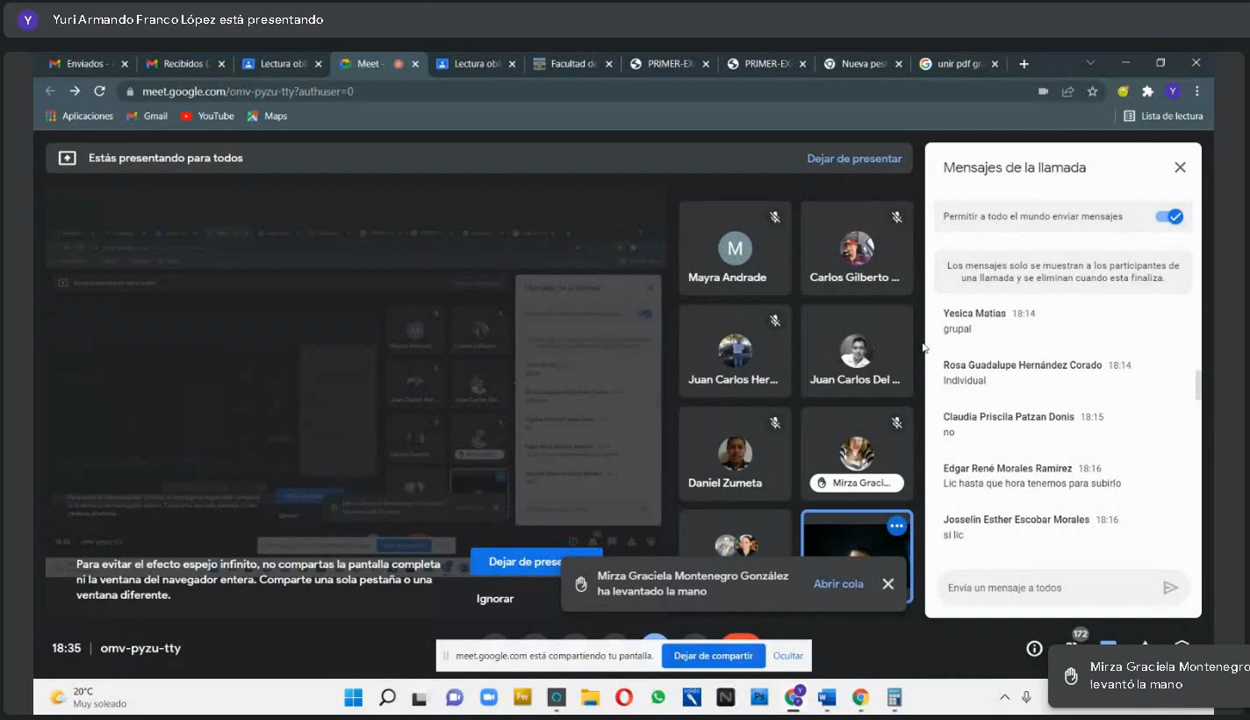 Y Yuri Armando Franco López está presentando
Enviados - Recibidos ( Lectura obl Meet - Lectura obl Facultad de PRIMER-EX PRIMER-EX Nueva pes unir pdf gr
meet.google.com/omv-pyzu-tty?authuser=0
Y
Aplicaciones Gmail YouTube Maps
Lista de lectura
Estás presentando para todos
Dejar de presentar
M
Mayra Andrade
Carlos Gilberto ...
Juan Carlos Her...
Juan Carlos Del ...
Daniel Zumeta
Mirza Graci...
Mensajes de la llamada
Permitir a todo el mundo enviar mensajes
Los mensajes solo se muestran a los participantes de
una llamada y se eliminan cuando esta finaliza.
Yesica Matias 18:14
grupal
Rosa Guadalupe Hernández Corado 18:14
Individual
Claudia Priscila Patzan Donis 18:15
no
Edgar René Morales Ramírez 18:16
Lic hasta que hora tenemos para subirlo
Josselin Esther Escobar Morales 18:16
si lic
Envía un mensaje a todos
Para evitar el efecto espejo infinito, no compartas la pantalla completa
ni la ventana del navegador entera. Comparte una sola pestaña o una
ventana diferente.
Dejar de prese
Ignorar
Mirza Graciela Montenegro González
ha levantado la mano
Abrir cola
18:35 | omv-pyzu-tty
172
meet.google.com está compartiendo tu pantalla.
Dejar de compartir
Ocultar
Mirza Graciela Montenegro
levantó la mano
20°C
Muy soleado
Fw
N
Ps
W